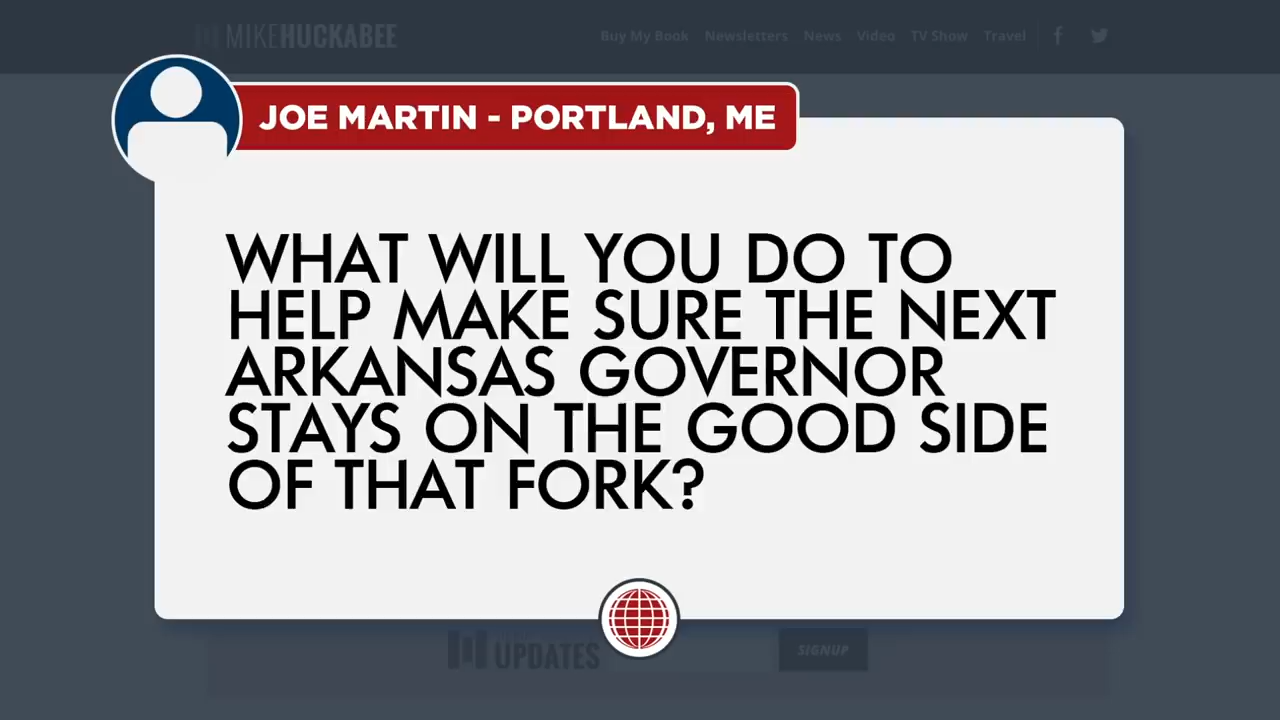 MIKEHUCKABEE
Buy My Book Newsletters News Video TV Show Travel
JOE MARTIN - PORTLAND, ME
WHAT WILL YOU DO TO
HELP MAKE SURE THE NEXT
ARKANSAS GOVERNOR
STAYS ON THE GOOD SIDE
OF THAT FORK?
UPDATES
SIGNUP